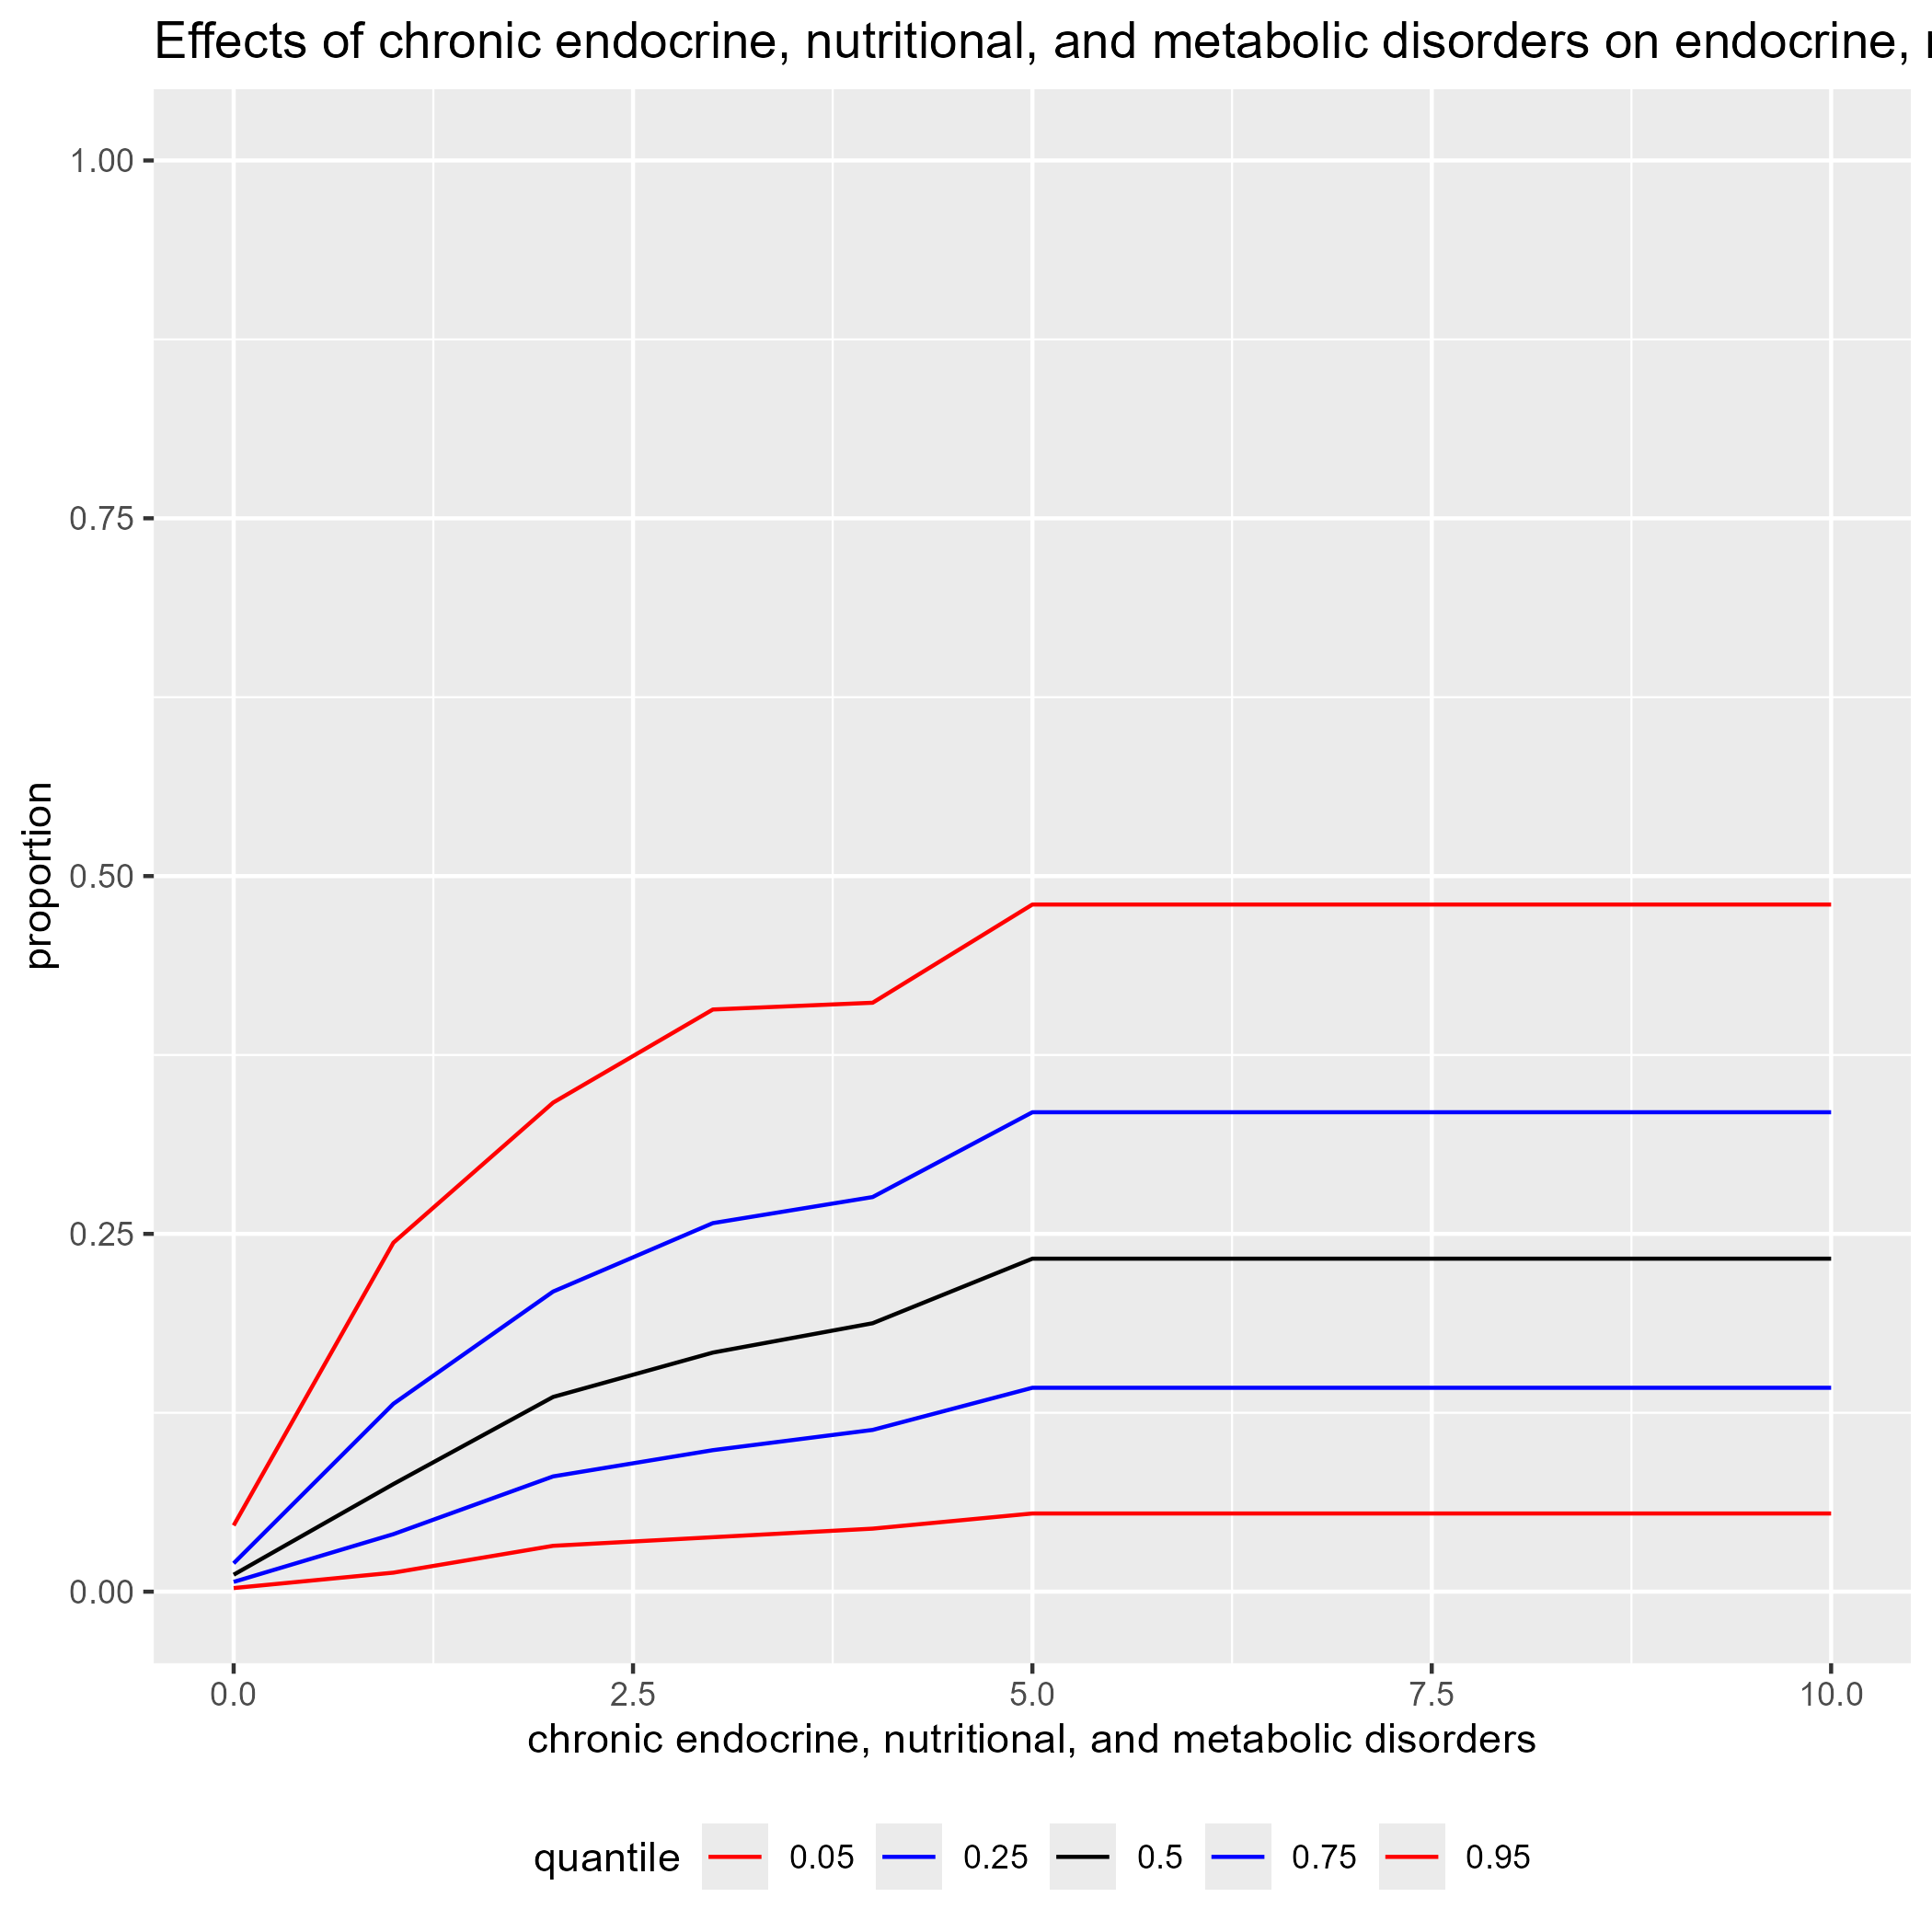 Effects of chronic endocrine, nutritional, and metabolic disorders on endocrine,
1.00
0.75
0.50
0.25
0.00
proportion
0.0 2.5 5.0 7.5 10.0
chronic endocrine, nutritional, and metabolic disorders
quantile 0.05 0.25 0.5 0.75 0.95